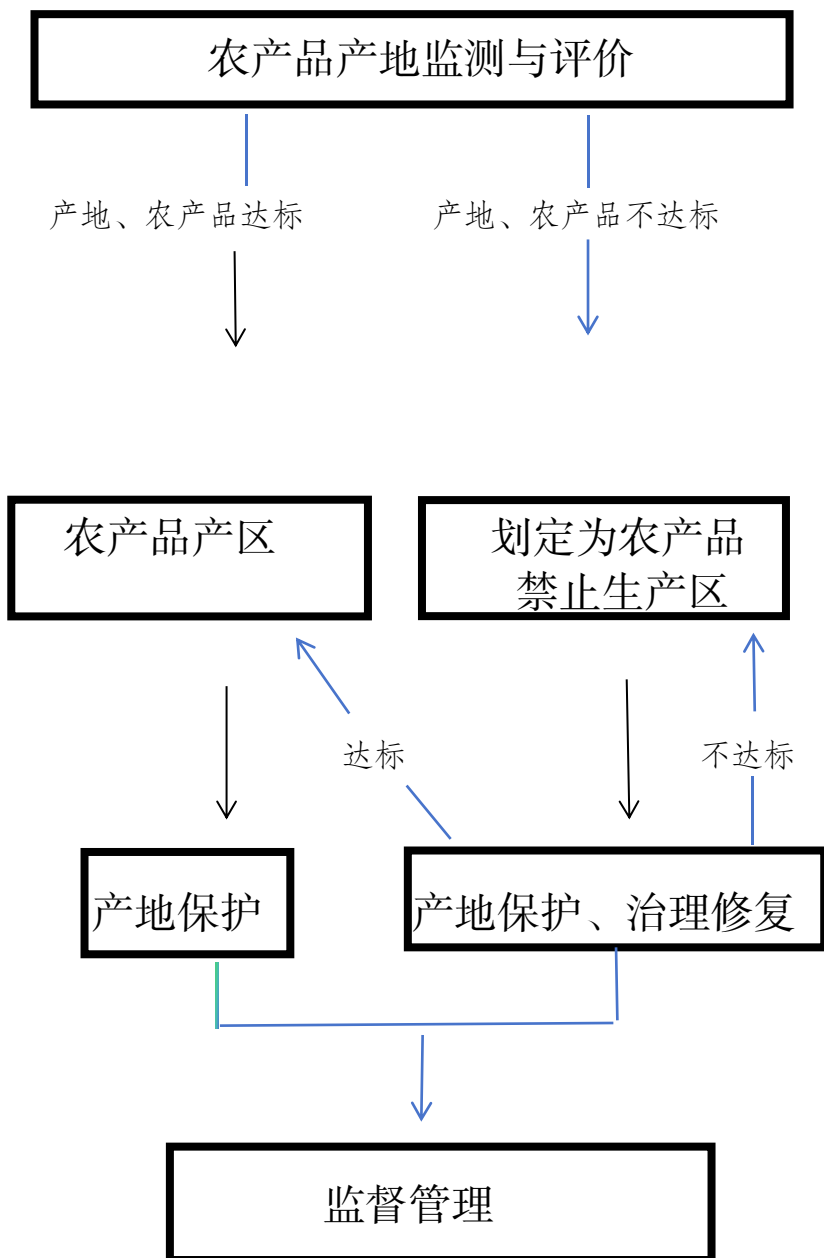 农产品产地监测与评价
产地、农产品达标
产地、农产品不达标
农产品产区
划定为农产品
禁止生产区
达标
不达标
产地保护
产地保护、治理修复
监督管理